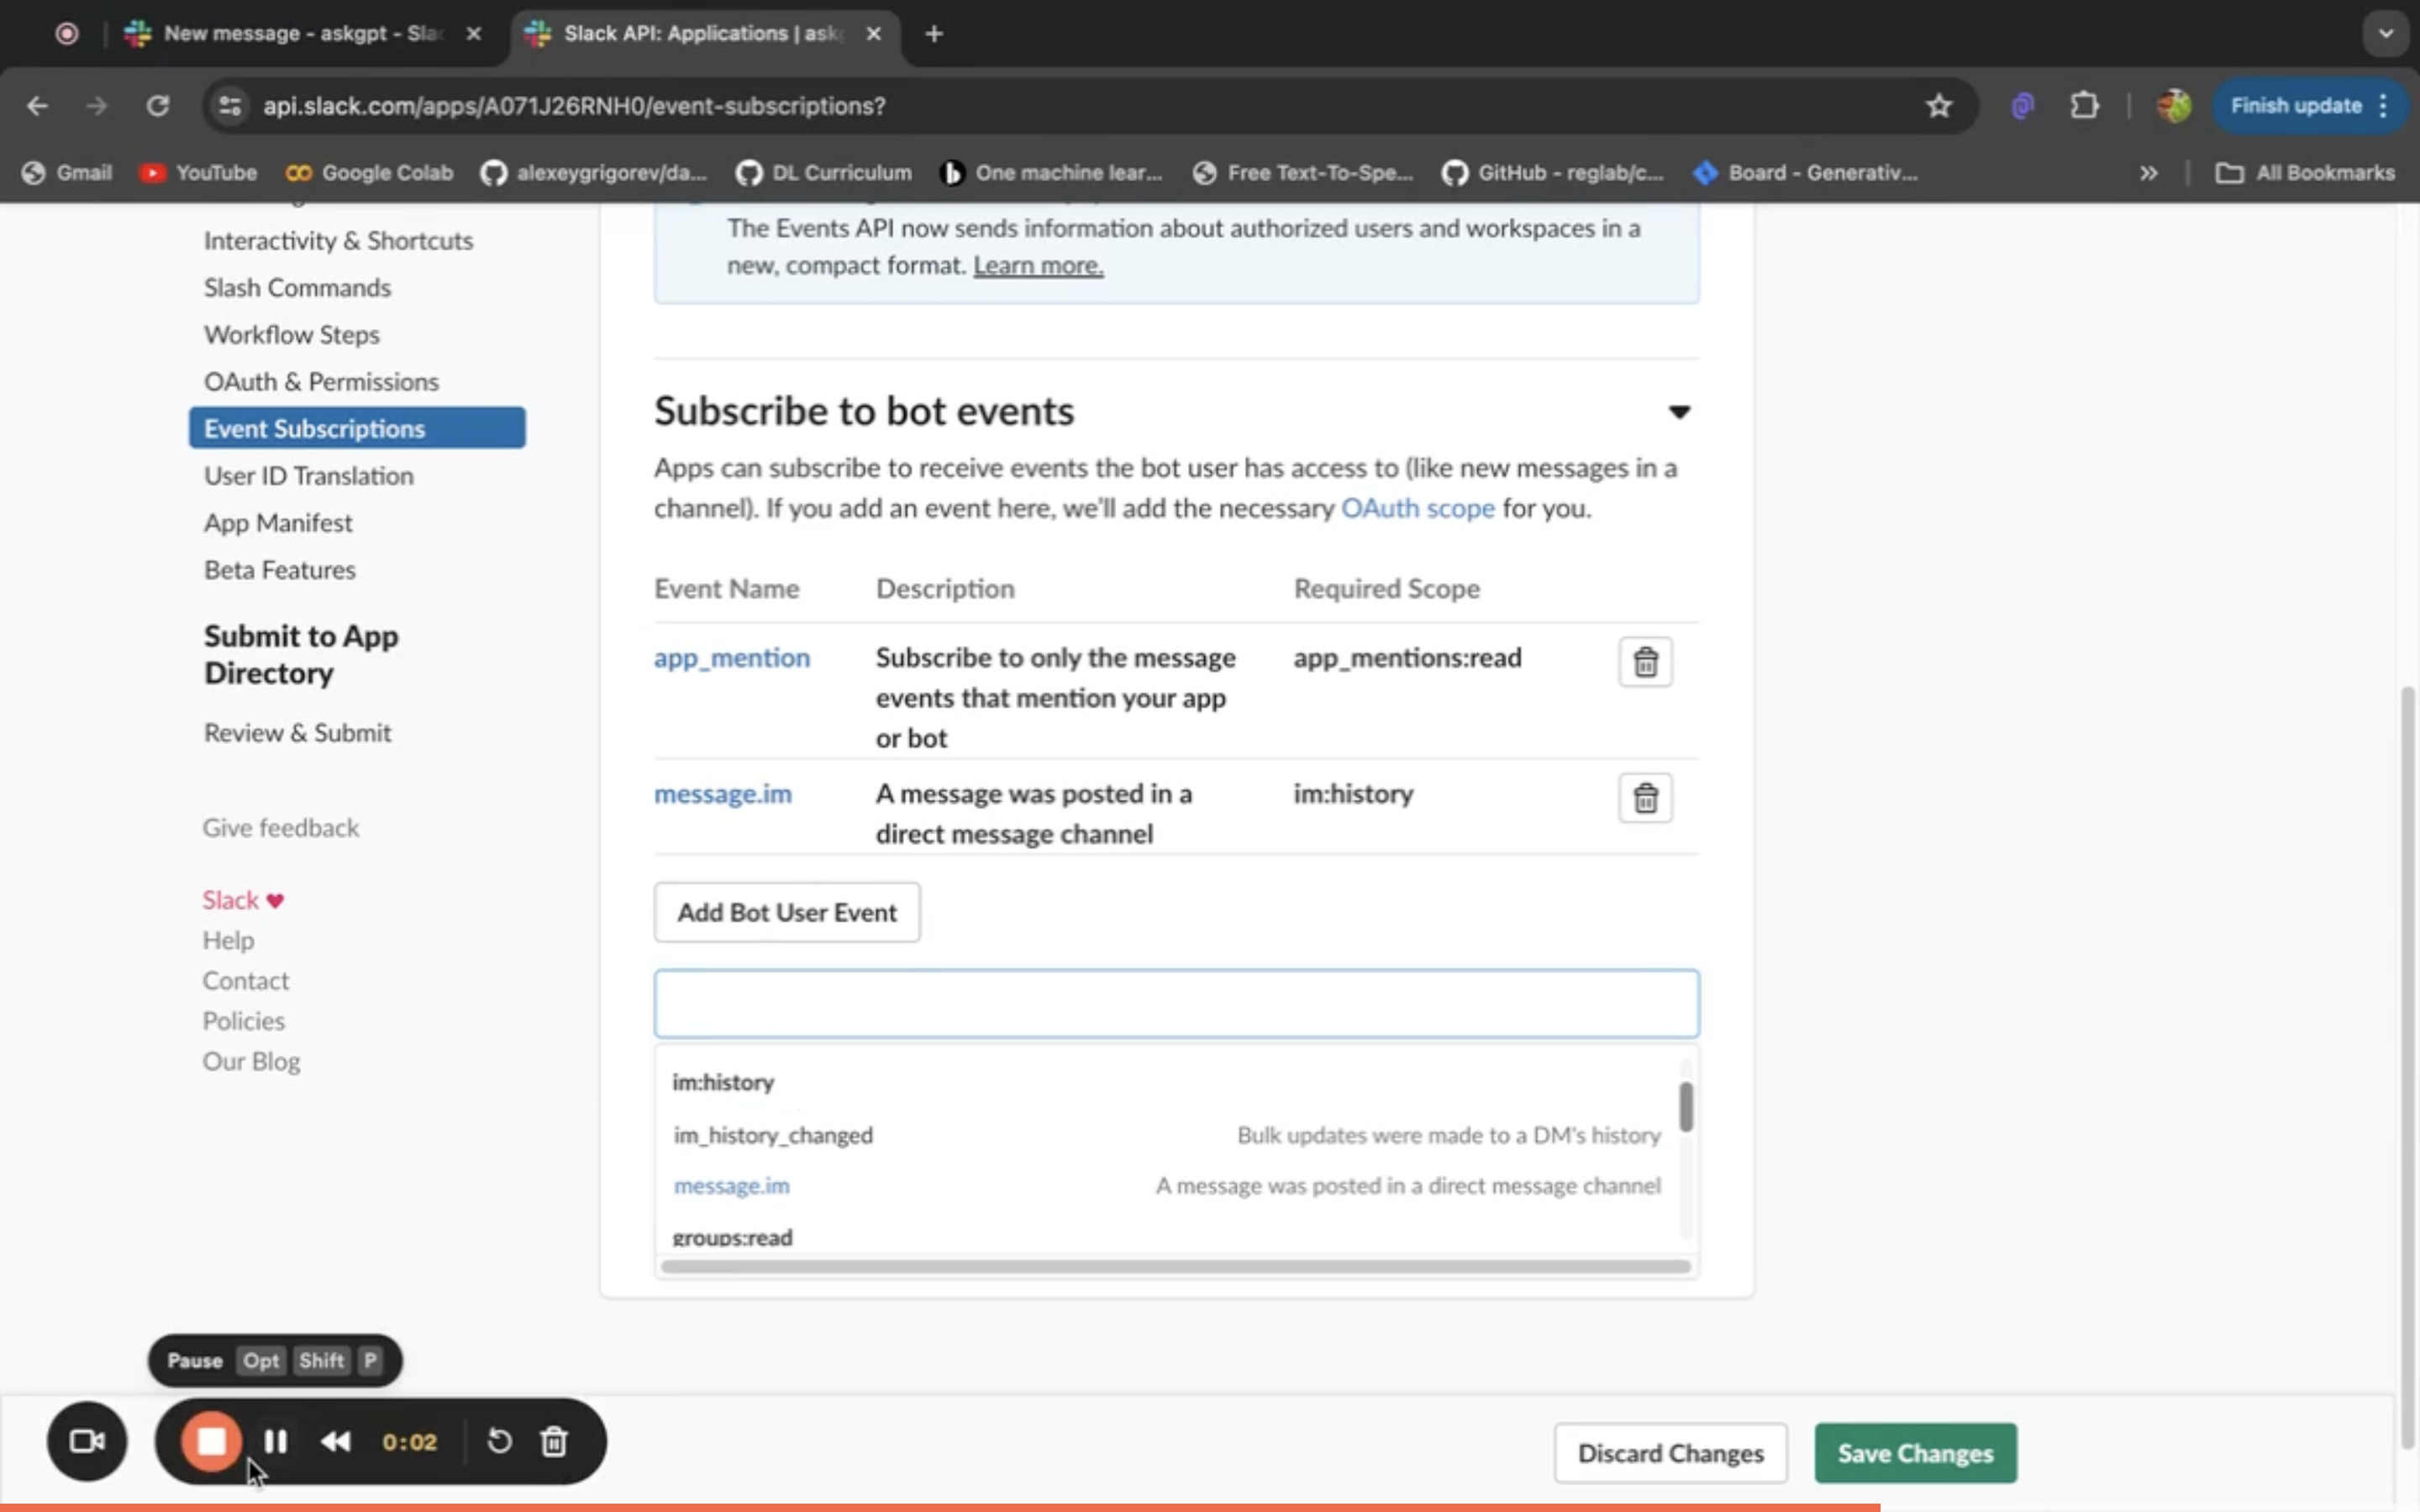 New message - askgpt - Sla
Slack API: Applications | ask
api.slack.com/apps/A071J26RNH0/event-subscriptions?
Finish update
Gmail
YouTube
Google Colab
alexeygrigorev/da...
DL Curriculum
One machine lear...
Free Text-To-Spe...
GitHub - reglab/c...
Board - Generativ...
All Bookmarks
Interactivity & Shortcuts
Slash Commands
Workflow Steps
OAuth & Permissions
Event Subscriptions
User ID Translation
App Manifest
Beta Features
Submit to App
Directory
Review & Submit
Give feedback
Slack
Help
Contact
Policies
Our Blog
The Events API now sends information about authorized users and workspaces in a
new, compact format. Learn more.
Subscribe to bot events
Apps can subscribe to receive events the bot user has access to (like new messages in a
channel). If you add an event here, we'll add the necessary OAuth scope for you.
Event Name Description Required Scope
app_mention Subscribe to only the message app_mentions:read
events that mention your app
or bot
message.im A message was posted in a im:history
direct message channel
Add Bot User Event
im:history
im_history_changed Bulk updates were made to a DM's history
message.im A message was posted in a direct message channel
groups:read
Pause Opt Shift P
0:02
Discard Changes
Save Changes